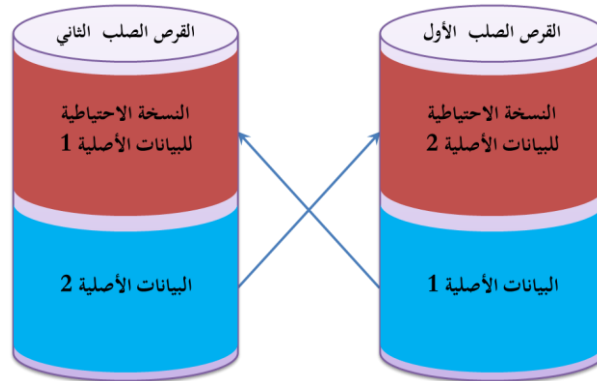 القرص الصلب الأول
النسخة الاحتياطية
للبيانات الأصلية 2
البيانات الأصلية 1
القرص الصلب الثاني
النسخة الاحتياطية
للبيانات الأصلية 1
البيانات الأصلية 2